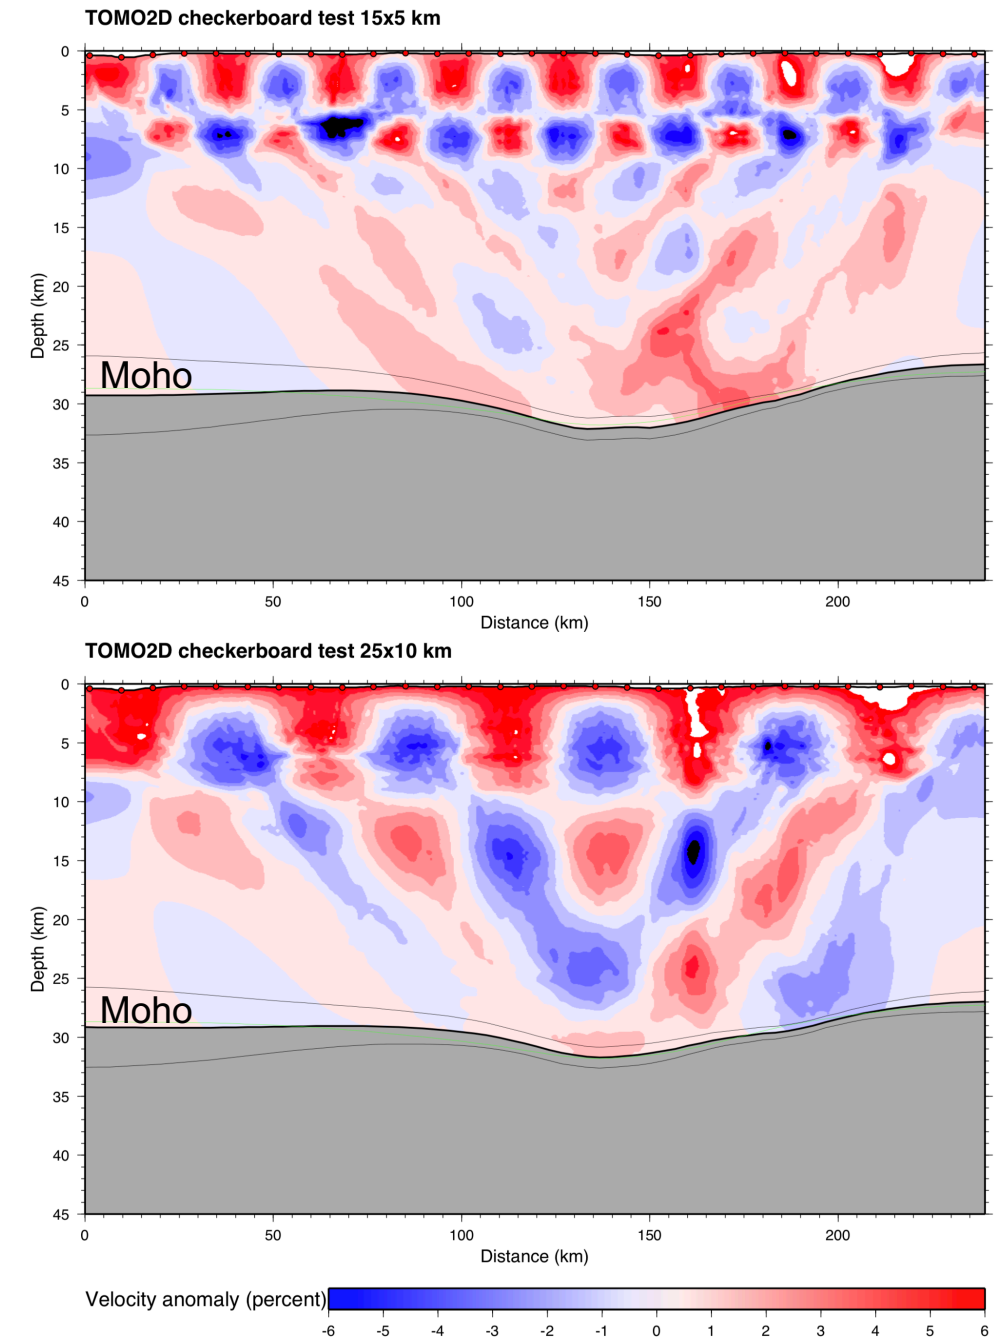 TOMO2D checkerboard test 15x5 km
0
5
10
15
20
25
30
35
40
45
Depth (km)
Moho
0 50 100 150 200
Distance (km)
TOMO2D checkerboard test 25x10 km
0
5
10
15
20
25
30
35
40
45
Depth (km)
Moho
0 50 100 150 200
Distance (km)
Velocity anomaly (percent)
-6 -5 -4 -3 -2 -1 0 1 2 3 4 5 6